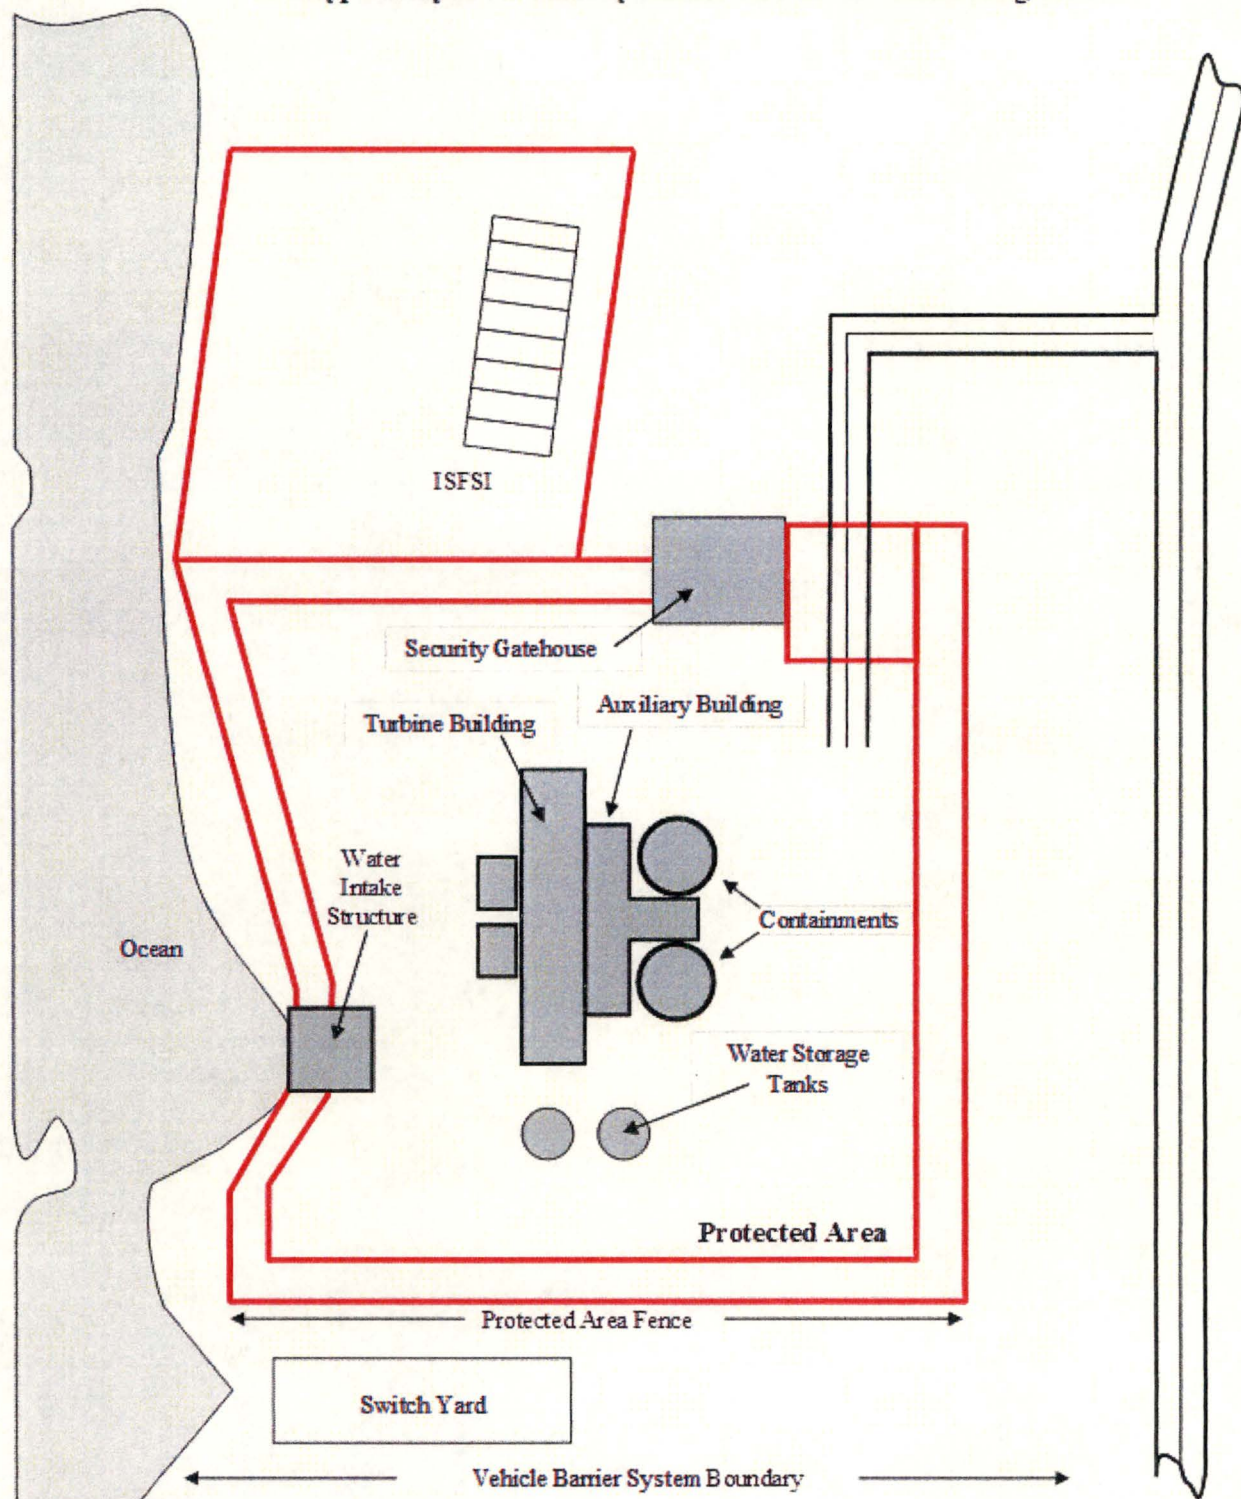 ISFSI
Security Gatehouse
Auxiliary Building
Turbine Building
Water
Intake
Structure
Containments
Ocean
Water Storage
Tanks
Protected Area
Protected Area Fence
Switch Yard
Vehicle Barrier System Boundary